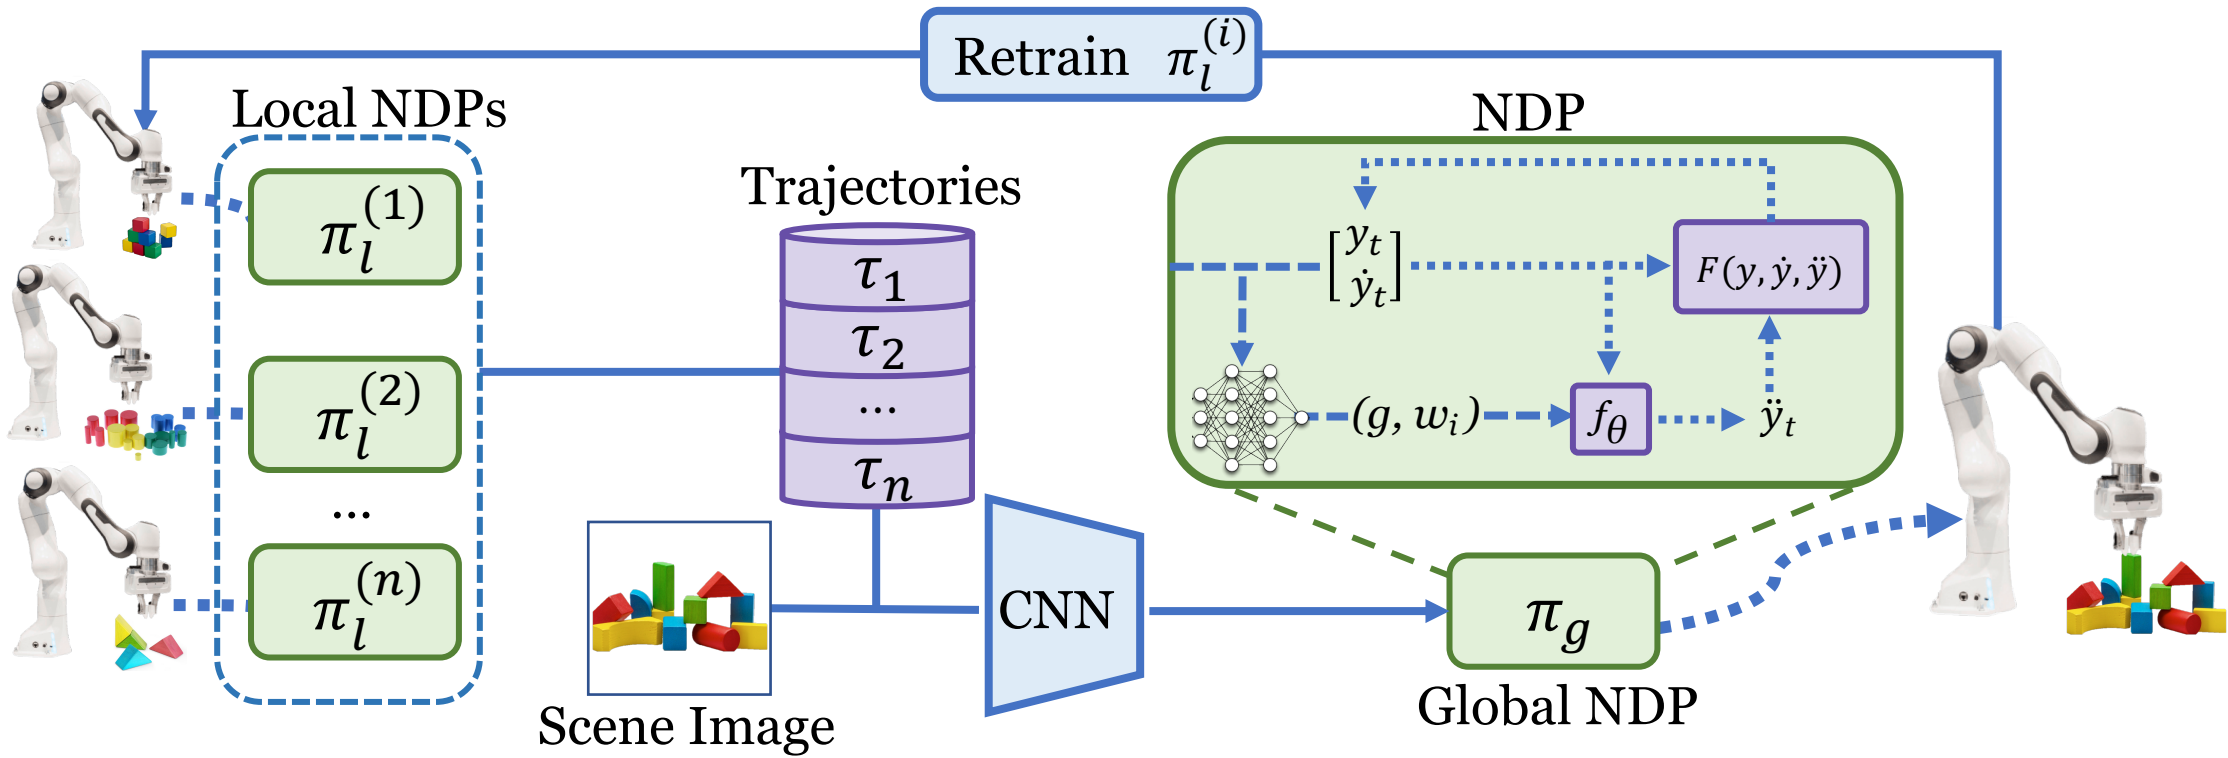 Retrain π_l^(i)
Local NDPs
π_l^(1)
π_l^(2)
...
π_l^(n)
Trajectories
τ_1
τ_2
...
τ_n
Scene Image
CNN
NDP
[y_t ẏ_t]
F(y, ẏ, ÿ)
(g, w_i)
f_θ
ÿ_t
π_g
Global NDP